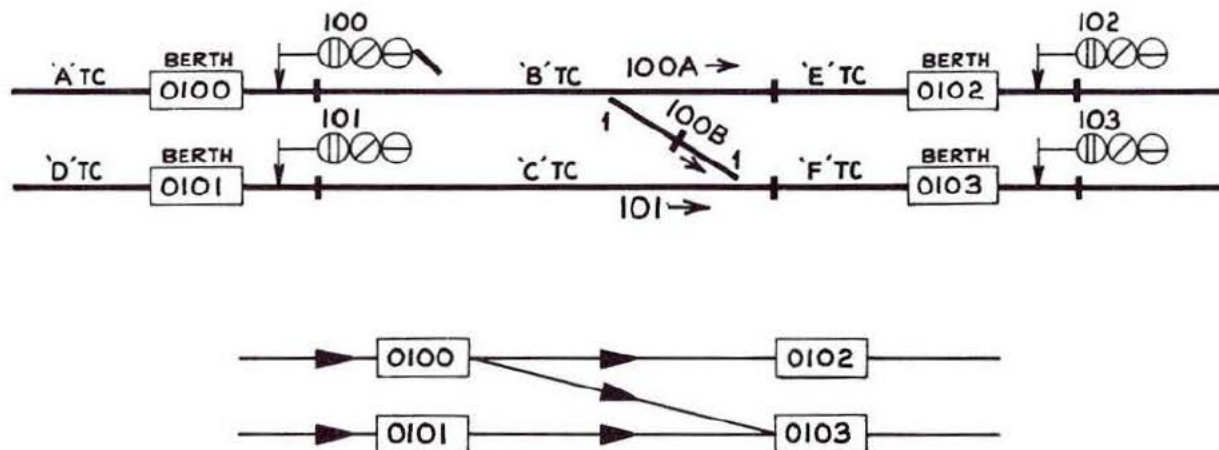 100 102
BERTH BERTH
'A' TC 0100 'B' TC 100A → 'E' TC 0102
101 1 100B 103
BERTH 1 BERTH
'D' TC 0101 'C' TC 'F' TC 0103
101 →
0100 0102
0101 0103